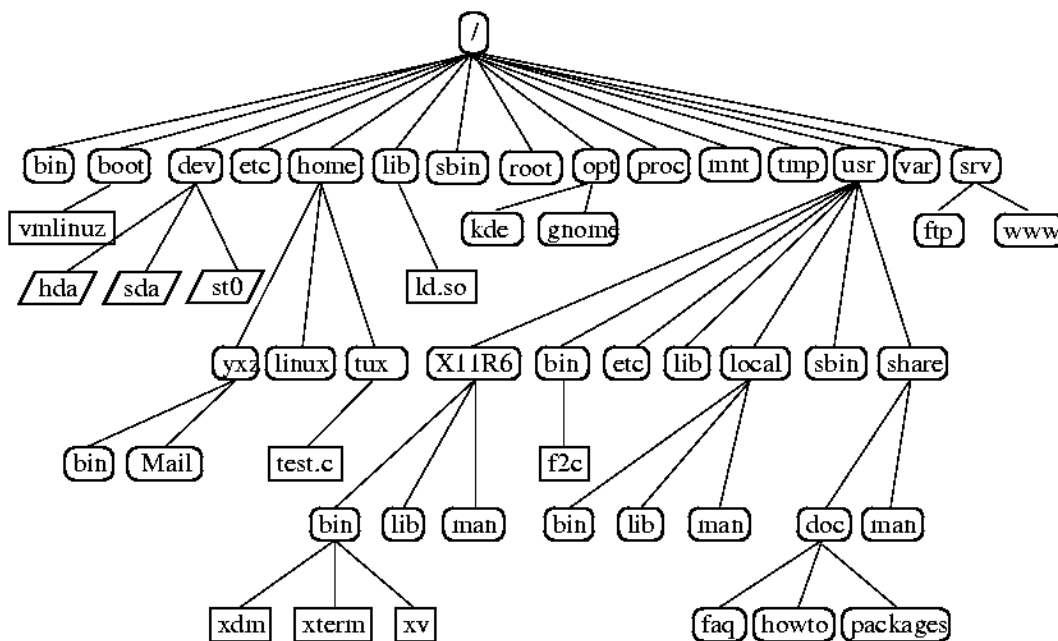 /
bin boot dev etc home lib sbin root opt proc mnt tmp usr var srv
vmlinuz kde gnome ftp www
hda sda st0 ld.so
yxz linux tux X11R6 bin etc lib local sbin share
bin Mail test.c f2c
bin lib man bin lib man doc man
xdm xterm xv faq howto packages